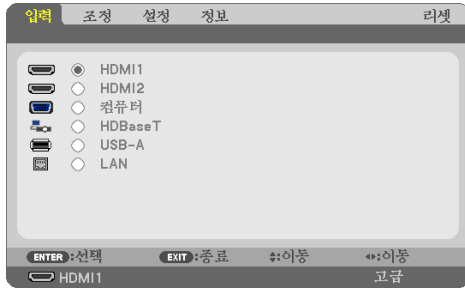 입력 조정 설정 정보 리셋
HDMI1
HDMI2
컴퓨터
HDBaseT
USB-A
LAN
ENTER:선택 EXIT:종료 :이동 :이동
HDMI1 고급